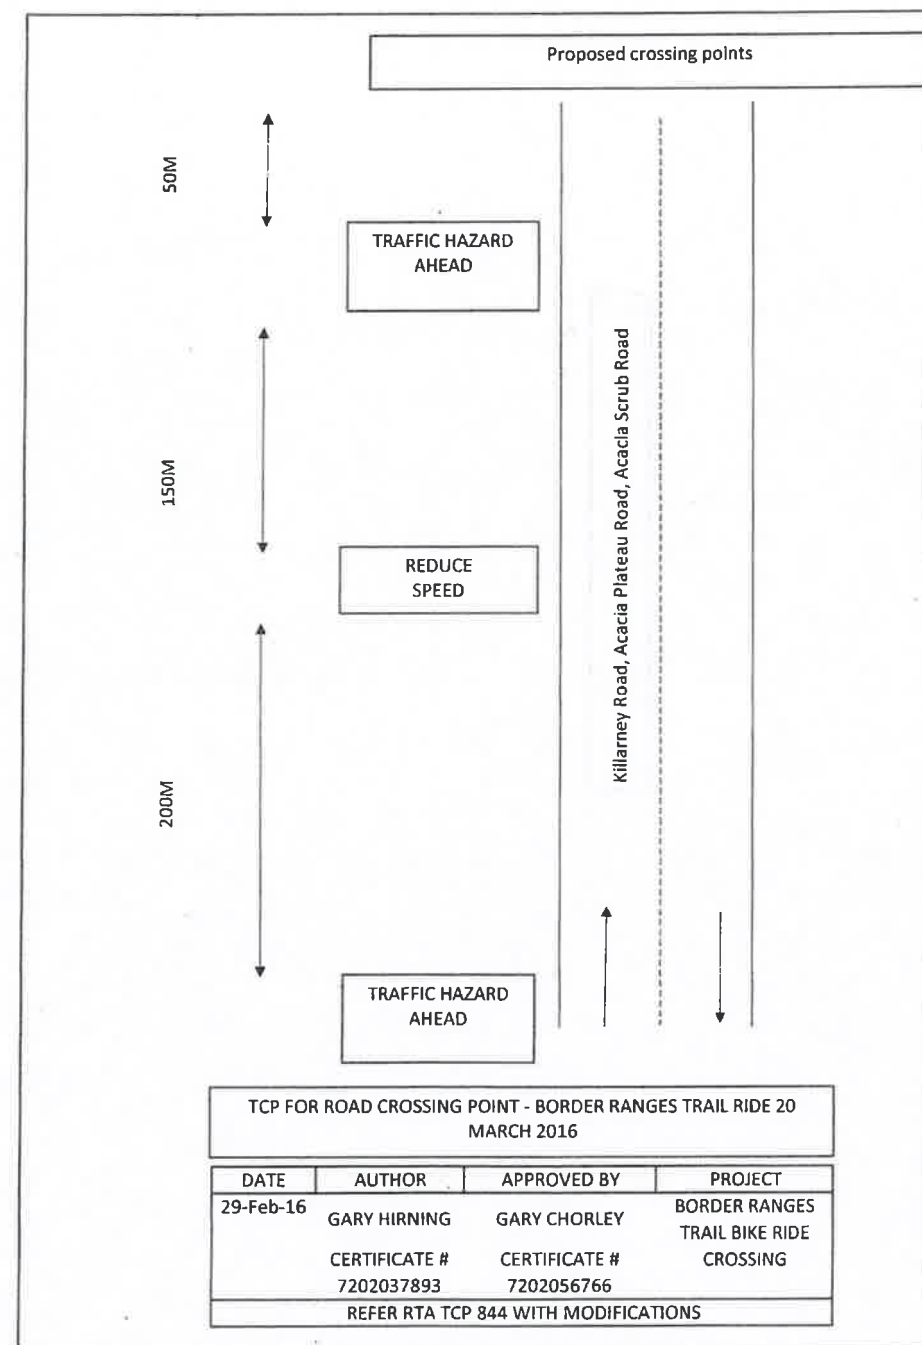 Proposed crossing points
50M
TRAFFIC HAZARD
AHEAD
150M
Killarney Road, Acacia Plateau Road, Acacia Scrub Road
REDUCE
SPEED
200M
TRAFFIC HAZARD
AHEAD
TCP FOR ROAD CROSSING POINT - BORDER RANGES TRAIL RIDE 20
MARCH 2016
DATE AUTHOR APPROVED BY PROJECT
29-Feb-16 GARY HIRNING GARY CHORLEY BORDER RANGES
TRAIL BIKE RIDE
CERTIFICATE # CERTIFICATE # CROSSING
7202037893 7202056766
REFER RTA TCP 844 WITH MODIFICATIONS